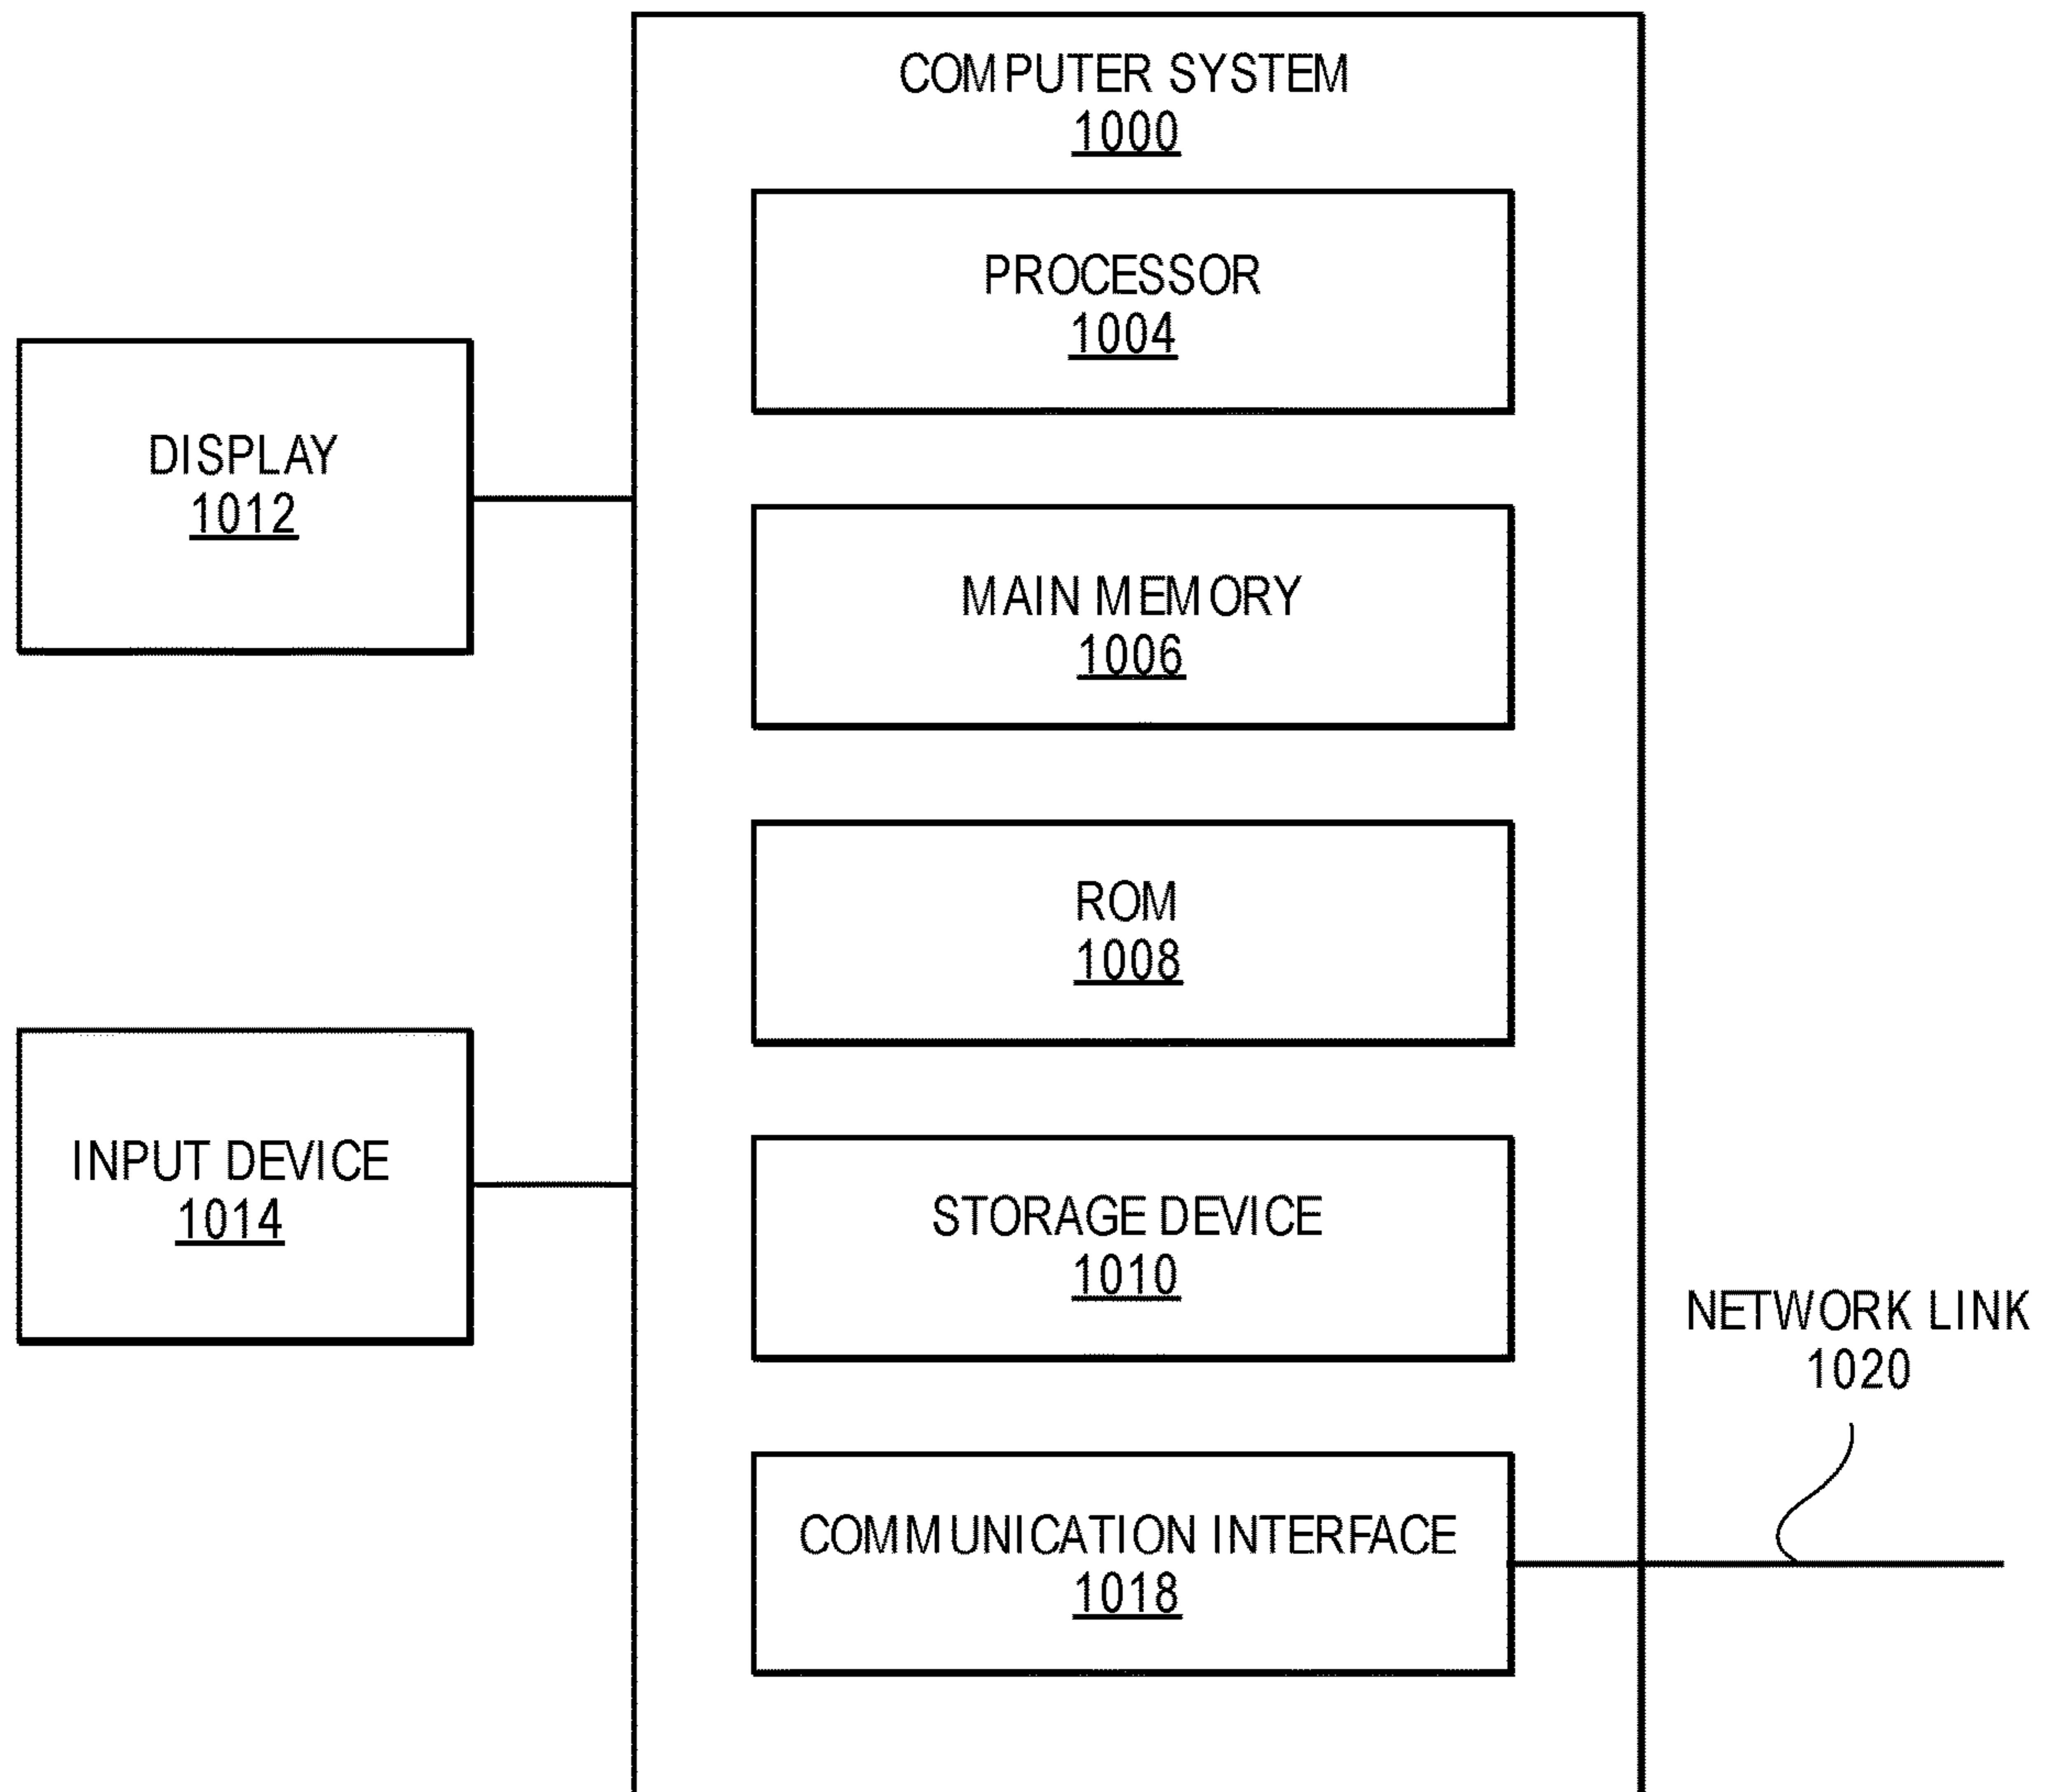 COMPUTER SYSTEM
1000
PROCESSOR
1004
DISPLAY
1012
MAIN MEMORY
1006
ROM
1008
INPUT DEVICE
1014
STORAGE DEVICE
1010
NETWORK LINK
1020
COMMUNICATION INTERFACE
1018